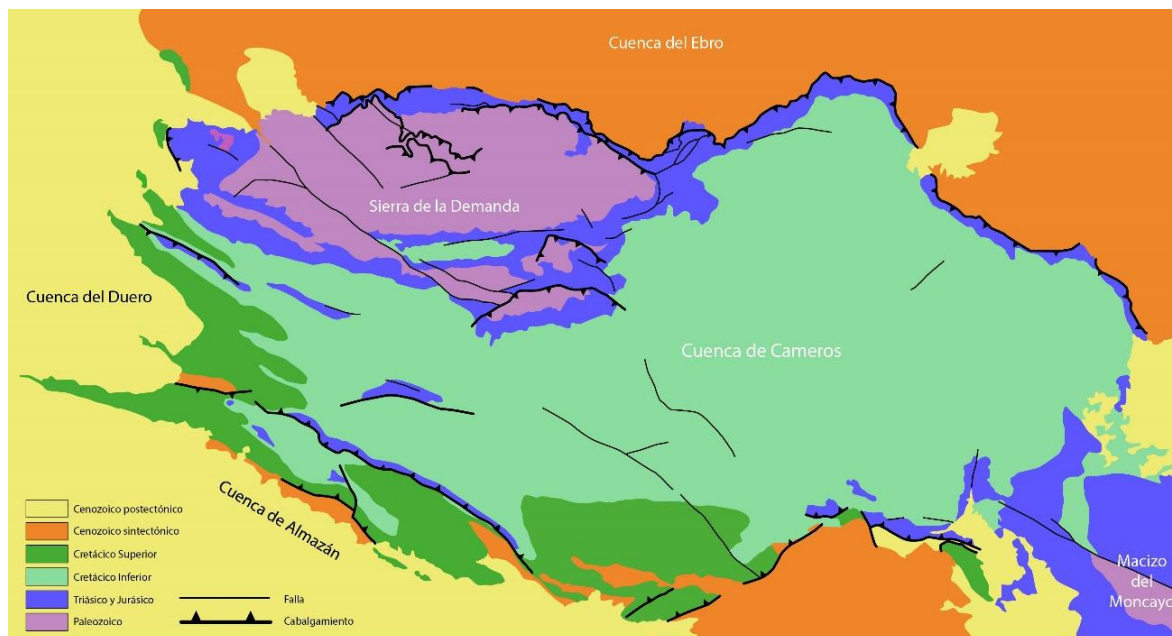 Cuenca del Ebro
Sierra de la Demanda
Cuenca del Duero
Cuenca de Cameros
Cuenca de Almazán
Macizo
del
Moncayo
Cenozoico postectónico
Cenozoico sintectónico
Cretácico Superior
Cretácico Inferior
Triásico y Jurásico
Paleozoico
Falla
Cabalgamiento